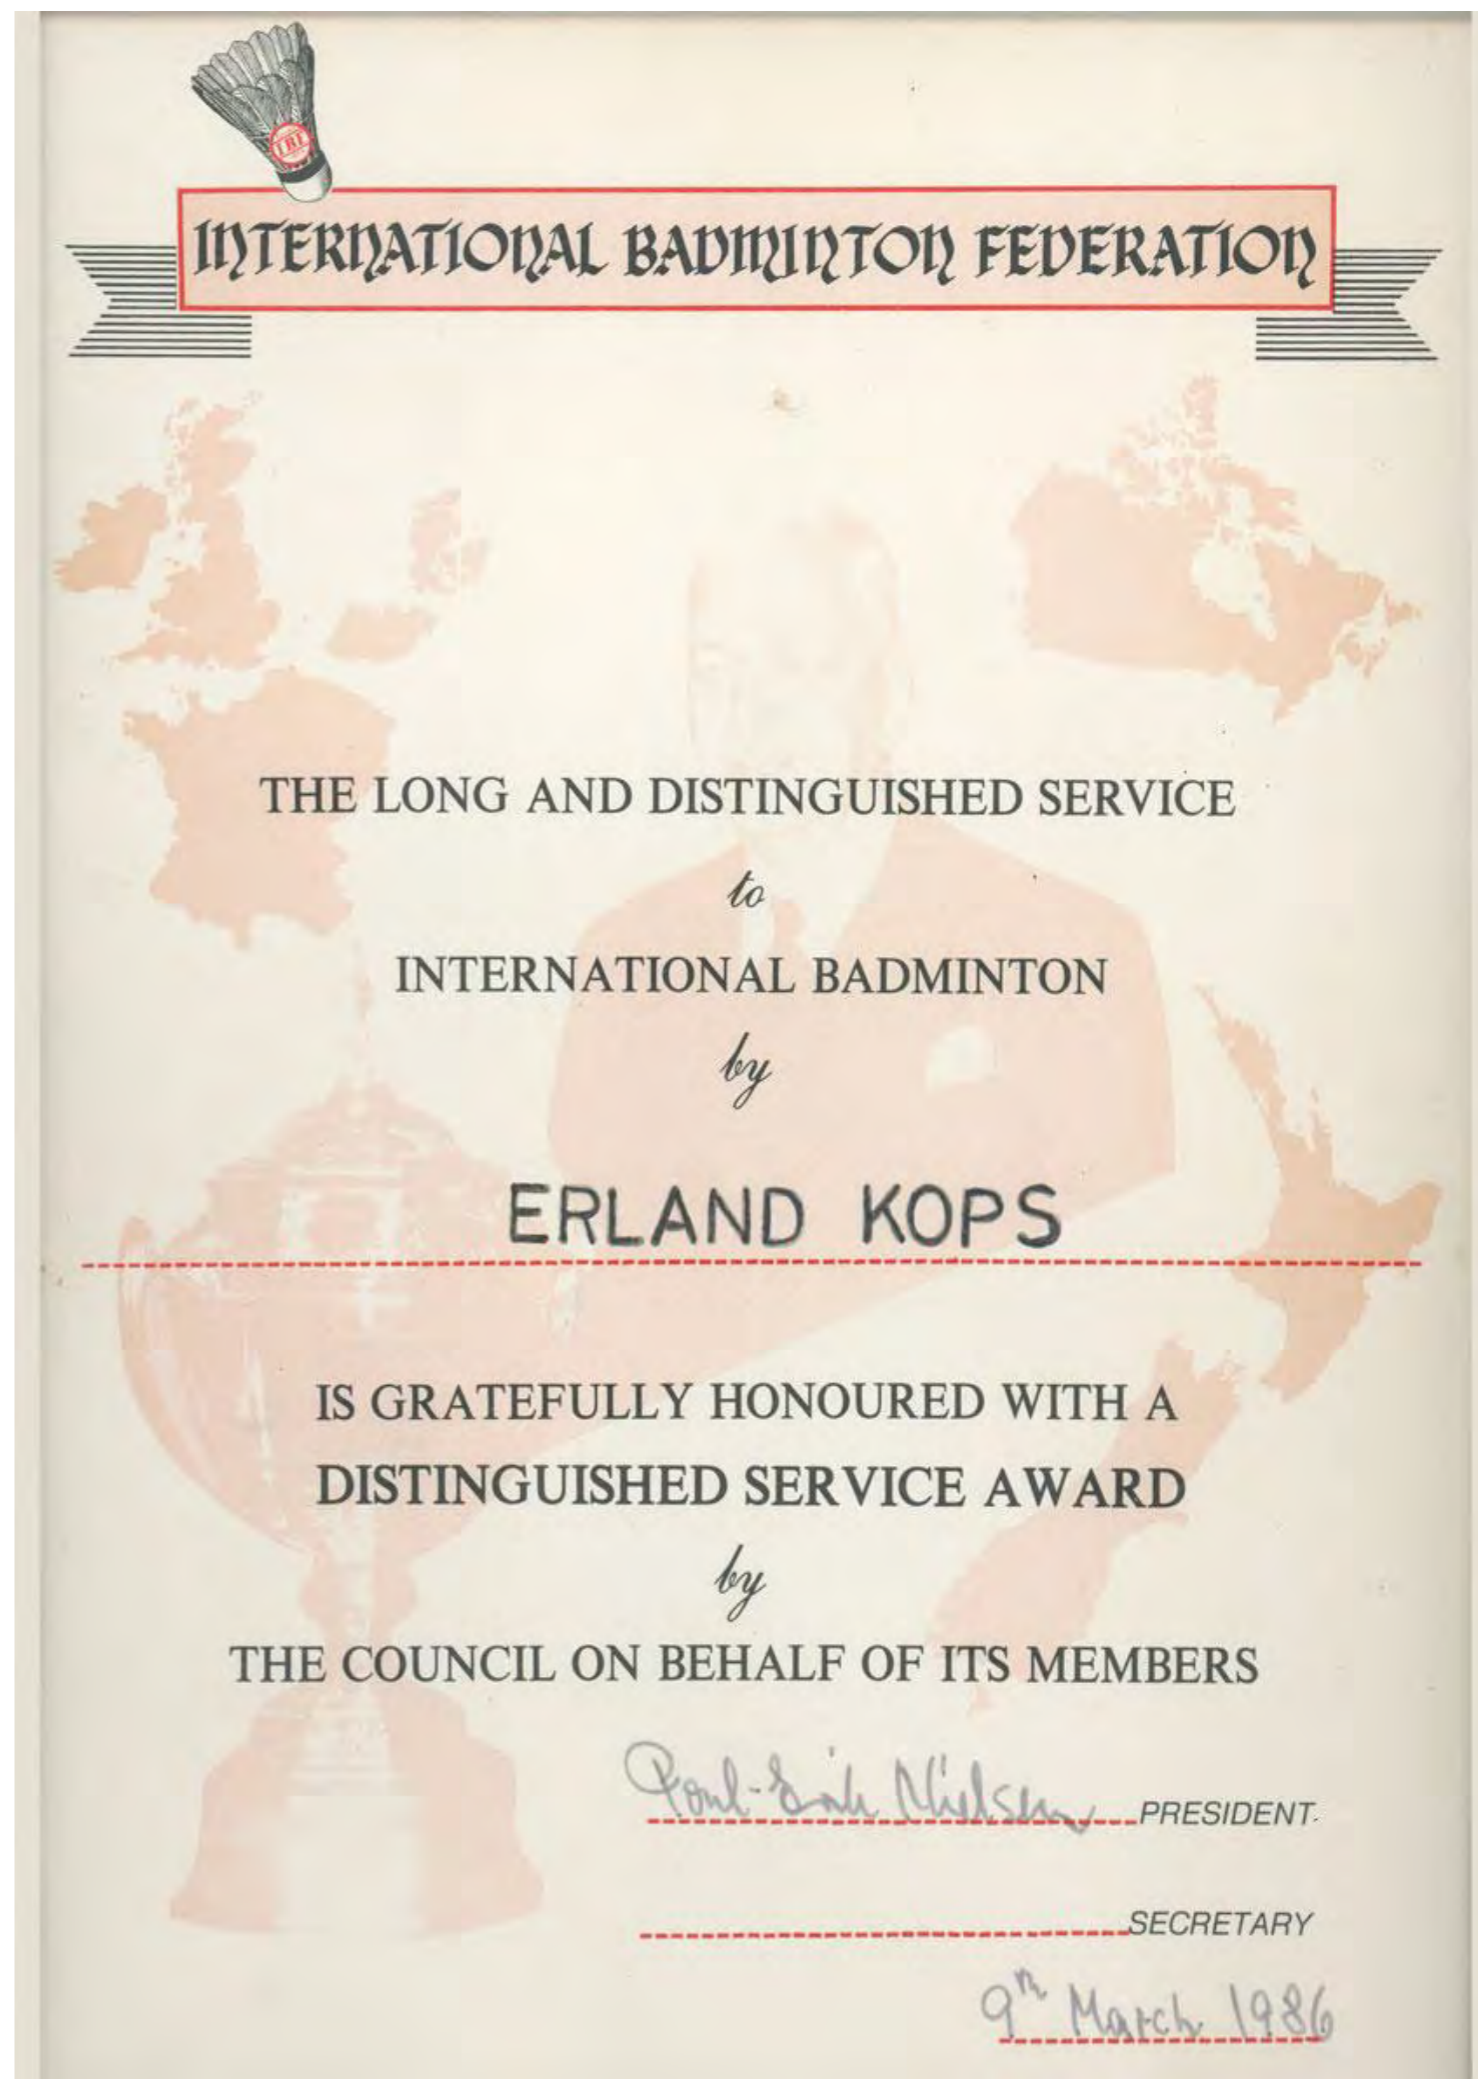 IBF
INTERNATIONAL BADMINTON FEDERATION
THE LONG AND DISTINGUISHED SERVICE
to
INTERNATIONAL BADMINTON
by
ERLAND KOPS
IS GRATEFULLY HONOURED WITH A
DISTINGUISHED SERVICE AWARD
by
THE COUNCIL ON BEHALF OF ITS MEMBERS
Poul-Erik Nielsen PRESIDENT
SECRETARY
9th March 1986